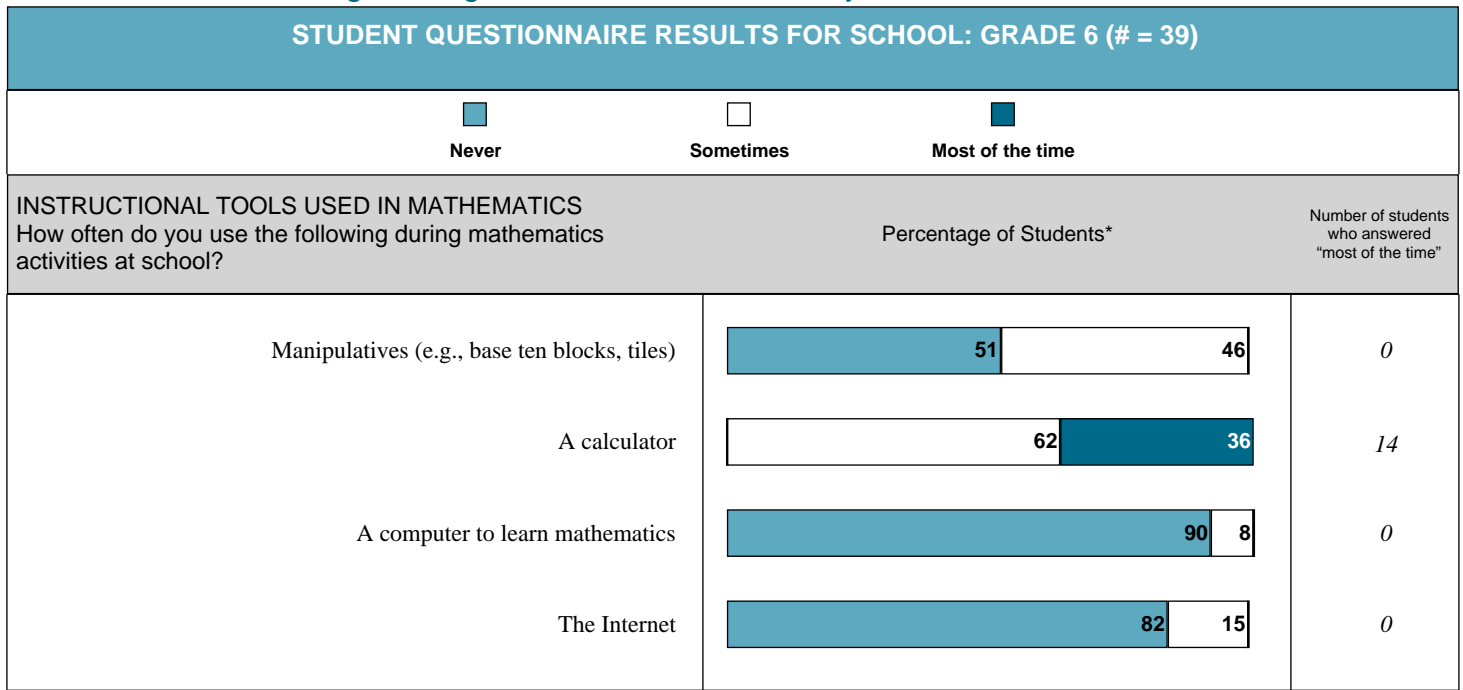 STUDENT QUESTIONNAIRE RESULTS FOR SCHOOL: GRADE 6 (# = 39)
Never Sometimes Most of the time
INSTRUCTIONAL TOOLS USED IN MATHEMATICS
How often do you use the following during mathematics
activities at school?
Percentage of Students*
Number of students
who answered
“most of the time”
Manipulatives (e.g., base ten blocks, tiles) 51 46 0
A calculator 62 36 14
A computer to learn mathematics 90 8 0
The Internet 82 15 0